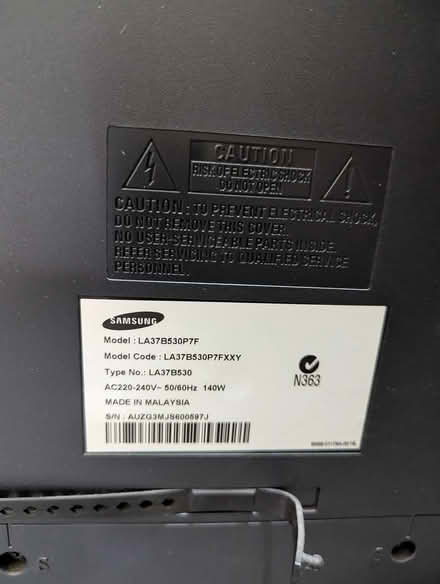 CAUTION
RISK OF ELECTRIC SHOCK
DO NOT OPEN
CAUTION : TO PREVENT ELECTRICAL SHOCK,
DO NOT REMOVE THIS COVER.
NO USER-SERVICEABLE PARTS INSIDE.
REFER SERVICING TO QUALIFIED SERVICE
PERSONNEL.
SAMSUNG
Model : LA37B530P7F
Model Code : LA37B530P7FXXY
Type No.: LA37B530
AC220-240V~ 50/60Hz 140W
MADE IN MALAYSIA
S/N : AUZG3MJS600597J
N363
S